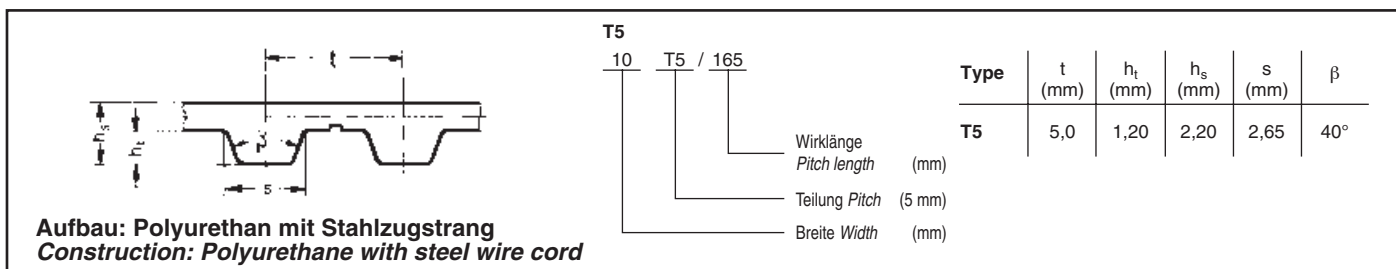 t
h_s
h_t
β
s
Aufbau: Polyurethan mit Stahlzugstrang
Construction: Polyurethane with steel wire cord
T5
10 T5 / 165
Wirklänge
Pitch length (mm)
Teilung Pitch (5 mm)
Breite Width (mm)
Type t (mm) h_t (mm) h_s (mm) s (mm) β
T5 5,0 1,20 2,20 2,65 40°